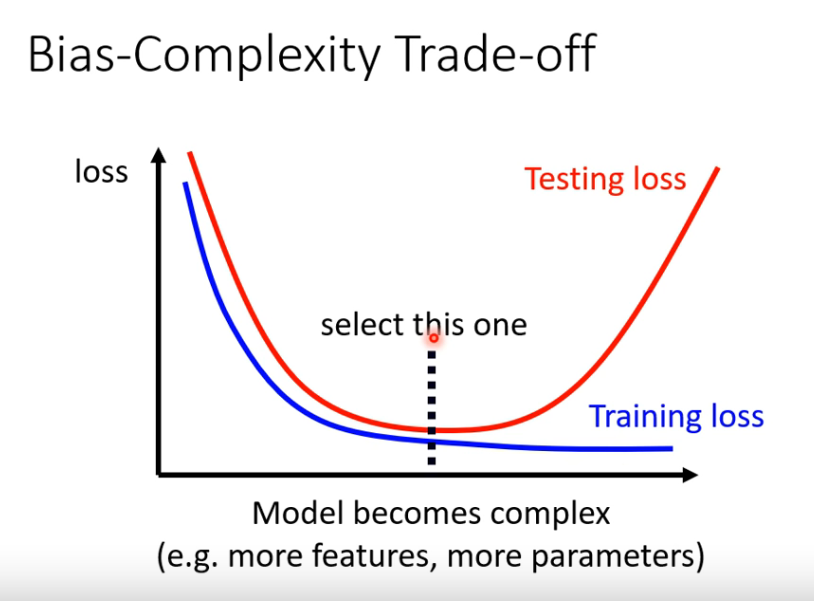 Bias-Complexity Trade-off
loss
Testing loss
select this one
Training loss
Model becomes complex
(e.g. more features, more parameters)